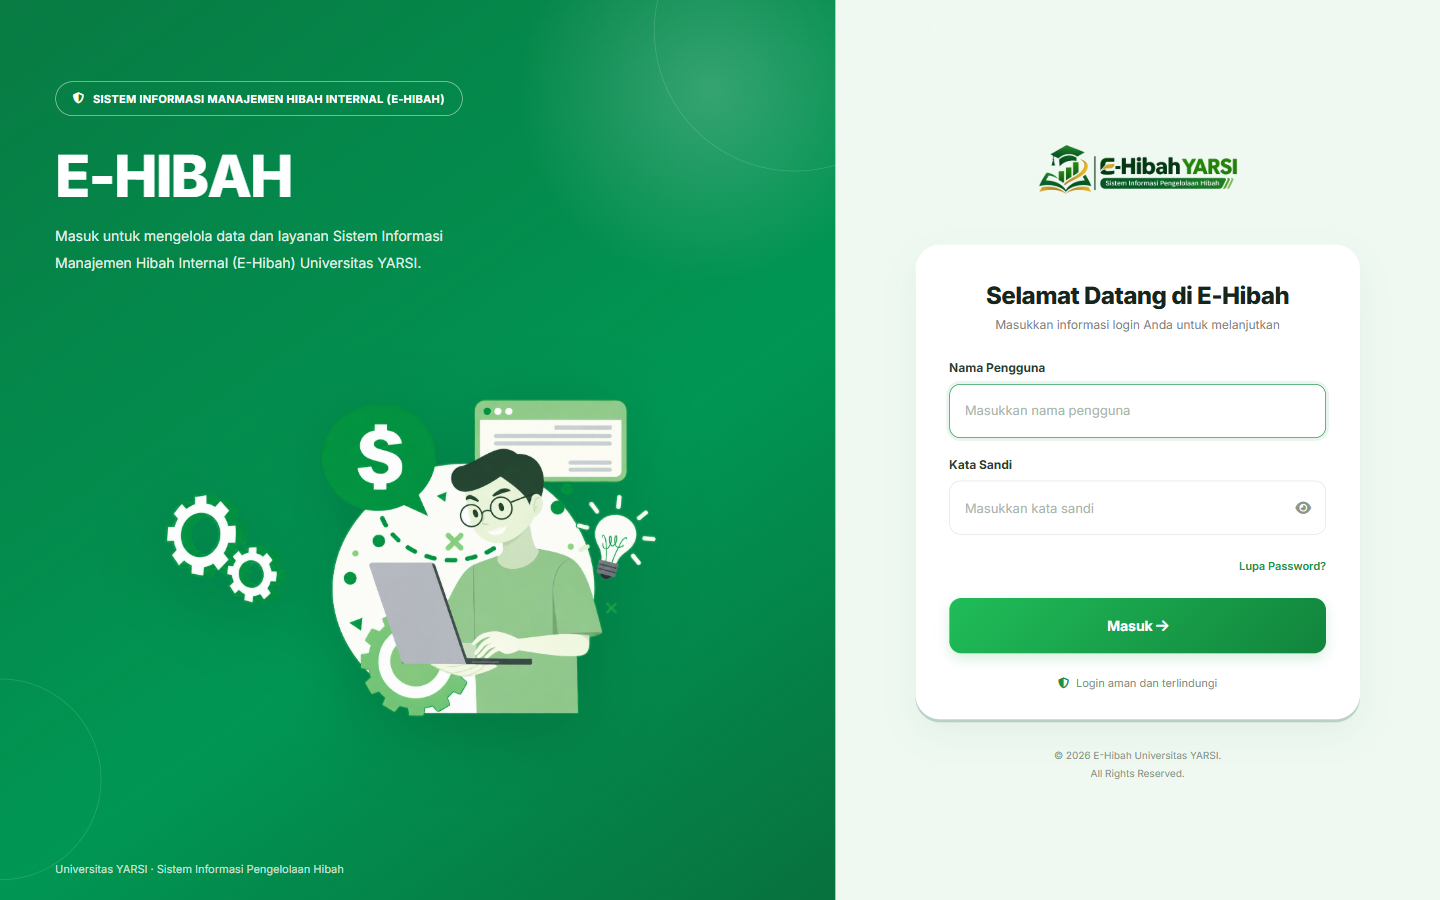 SISTEM INFORMASI MANAJEMEN HIBAH INTERNAL (E-HIBAH)
E-HIBAH
Masuk untuk mengelola data dan layanan Sistem Informasi
Manajemen Hibah Internal (E-Hibah) Universitas YARSI.
$
Universitas YARSI · Sistem Informasi Pengelolaan Hibah
E-Hibah YARSI
Sistem Informasi Pengelolaan Hibah
Selamat Datang di E-Hibah
Masukkan informasi login Anda untuk melanjutkan
Nama Pengguna
Masukkan nama pengguna
Kata Sandi
Masukkan kata sandi
Lupa Password?
Masuk →
Login aman dan terlindungi
© 2026 E-Hibah Universitas YARSI.
All Rights Reserved.